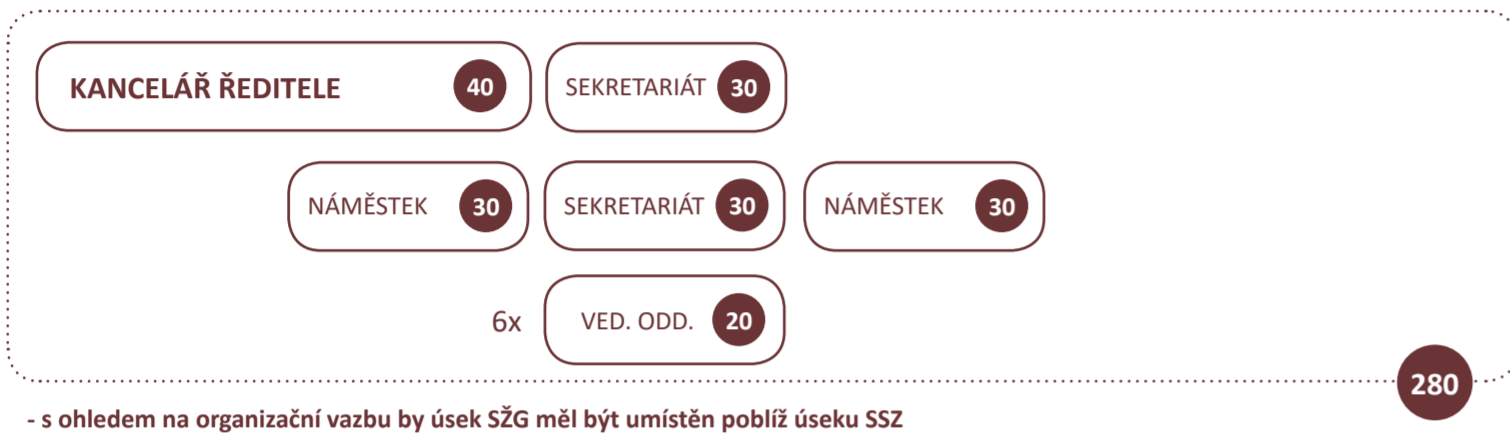 KANCELÁŘ ŘEDITELE 40 SEKRETARIÁT 30
NÁMĚSTEK 30 SEKRETARIÁT 30 NÁMĚSTEK 30
6x VED. ODD. 20
280
- s ohledem na organizační vazbu by úsek SŽG měl být umístěn poblíž úseku SSZ